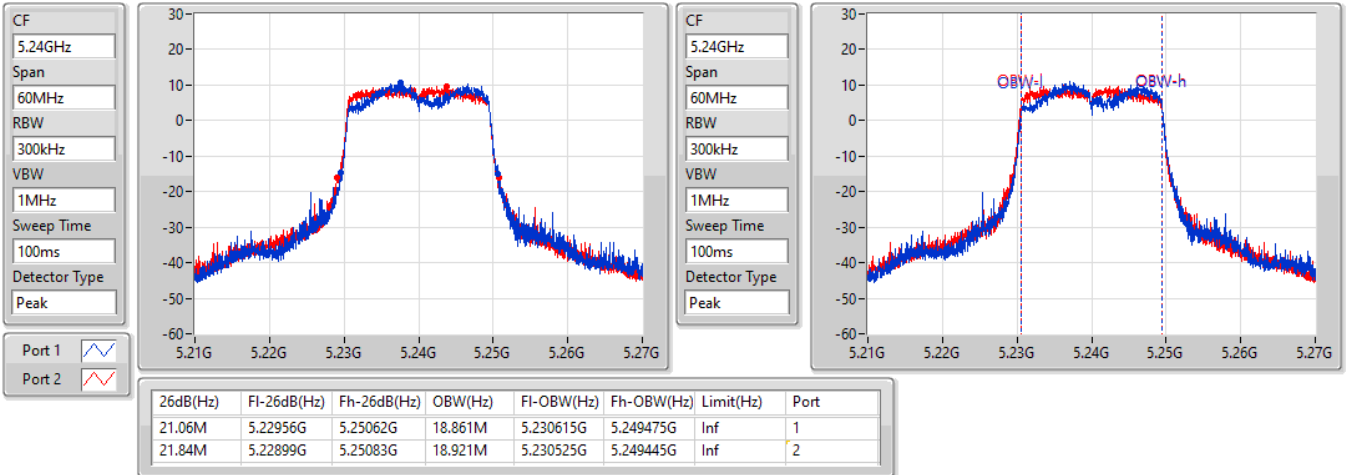 CF
5.24GHz
Span
60MHz
RBW
300kHz
VBW
1MHz
Sweep Time
100ms
Detector Type
Peak
30
20
10
0
-10
-20
-30
-40
-50
-60
5.21G 5.22G 5.23G 5.24G 5.25G 5.26G 5.27G
CF
5.24GHz
Span
60MHz
RBW
300kHz
VBW
1MHz
Sweep Time
100ms
Detector Type
Peak
30
20
10
0
-10
-20
-30
-40
-50
-60
OBW-l OBW-h
5.21G 5.22G 5.23G 5.24G 5.25G 5.26G 5.27G
Port 1
Port 2
26dB(Hz) Fl-26dB(Hz) Fh-26dB(Hz) OBW(Hz) Fl-OBW(Hz) Fh-OBW(Hz) Limit(Hz) Port
21.06M 5.22956G 5.25062G 18.861M 5.230615G 5.249475G Inf 1
21.84M 5.22899G 5.25083G 18.921M 5.230525G 5.249445G Inf 2